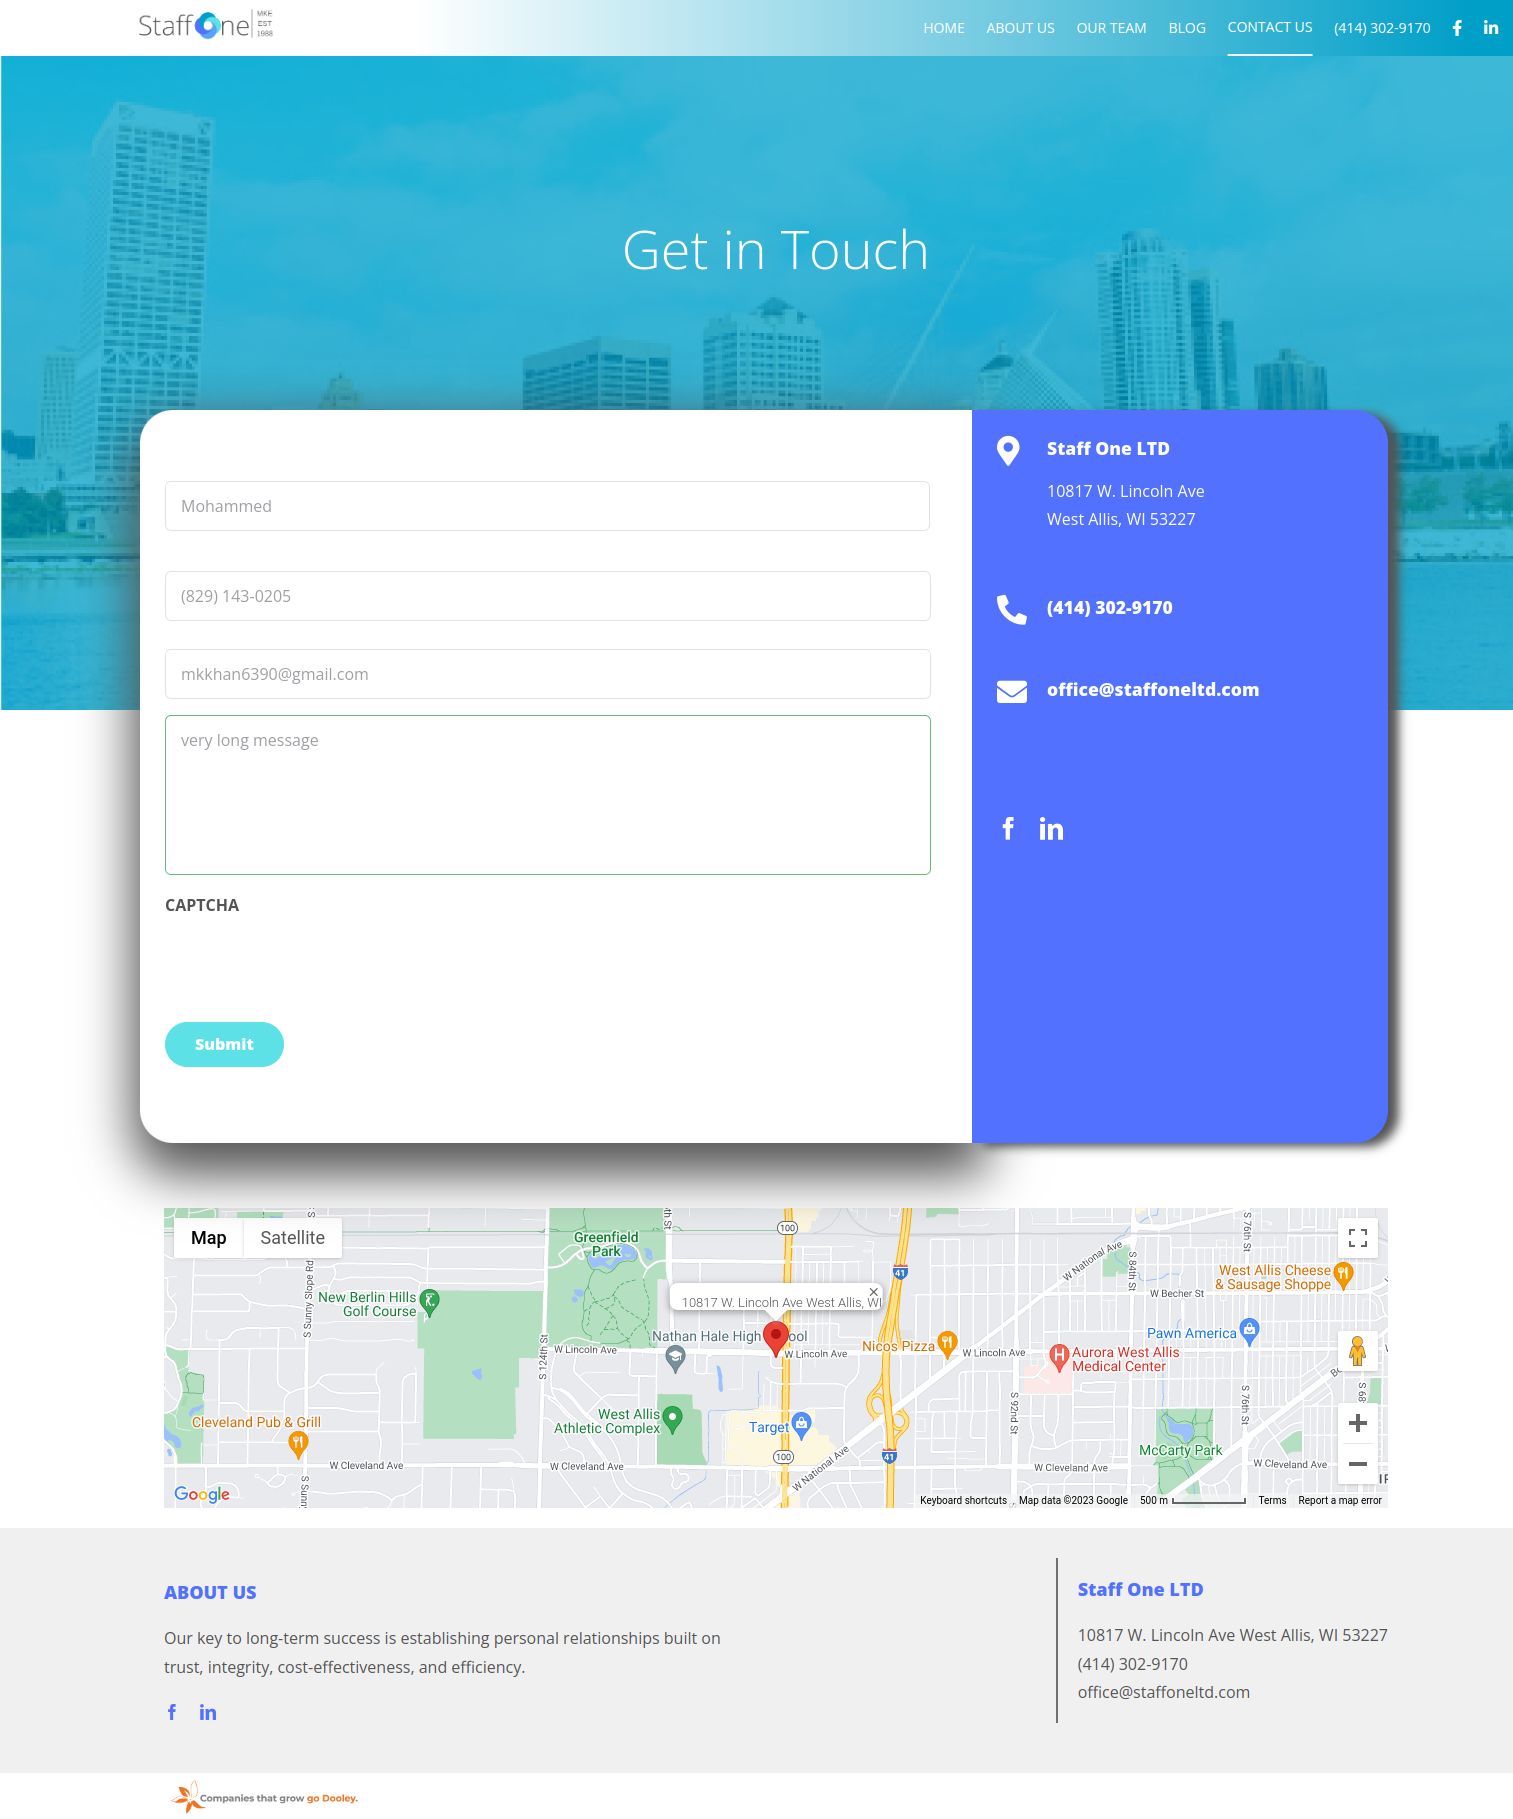 StaffOne
MKE
EST
1988
HOME
ABOUT US
OUR TEAM
BLOG
CONTACT US
(414) 302-9170
Get in Touch
Mohammed
(829) 143-0205
mkkhan6390@gmail.com
very long message
CAPTCHA
Submit
Staff One LTD
10817 W. Lincoln Ave
West Allis, WI 53227
(414) 302-9170
office@staffoneltd.com
Map
Satellite
Greenfield
Park
100
41
S 76th St
S 84th St
W National Ave
West Allis Cheese
& Sausage Shoppe
W Becher St
S Sunny Slope Rd
New Berlin Hills
Golf Course
10817 W. Lincoln Ave West Allis, WI
Pawn America
Nathan Hale High
ool
W Lincoln Ave
S 124th St
W Lincoln Ave
Nicos Pizza
W Lincoln Ave
Aurora West Allis
Medical Center
S 92nd St
S 76th St
S 68
Cleveland Pub & Grill
West Allis
Athletic Complex
Target
McCarty Park
100
41
W National Ave
W Cleveland Ave
W Cleveland Ave
W Cleveland Ave
W Cleveland Ave
S Sunn
Google
Keyboard shortcuts
Map data ©2023 Google
500 m
Terms
Report a map error
ABOUT US
Our key to long-term success is establishing personal relationships built on
trust, integrity, cost-effectiveness, and efficiency.
Staff One LTD
10817 W. Lincoln Ave West Allis, WI 53227
(414) 302-9170
office@staffoneltd.com
Companies that grow go Dooley.